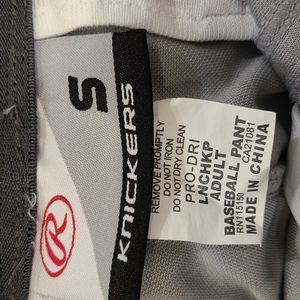 S
R
KNICKERS
REMOVE PROMPTLY
DO NOT IRON
DO NOT DRY CLEAN
PRO-DRI
LNCHKP
ADULT
BASEBALL PANT
RN115160 CA21081
MADE IN CHINA